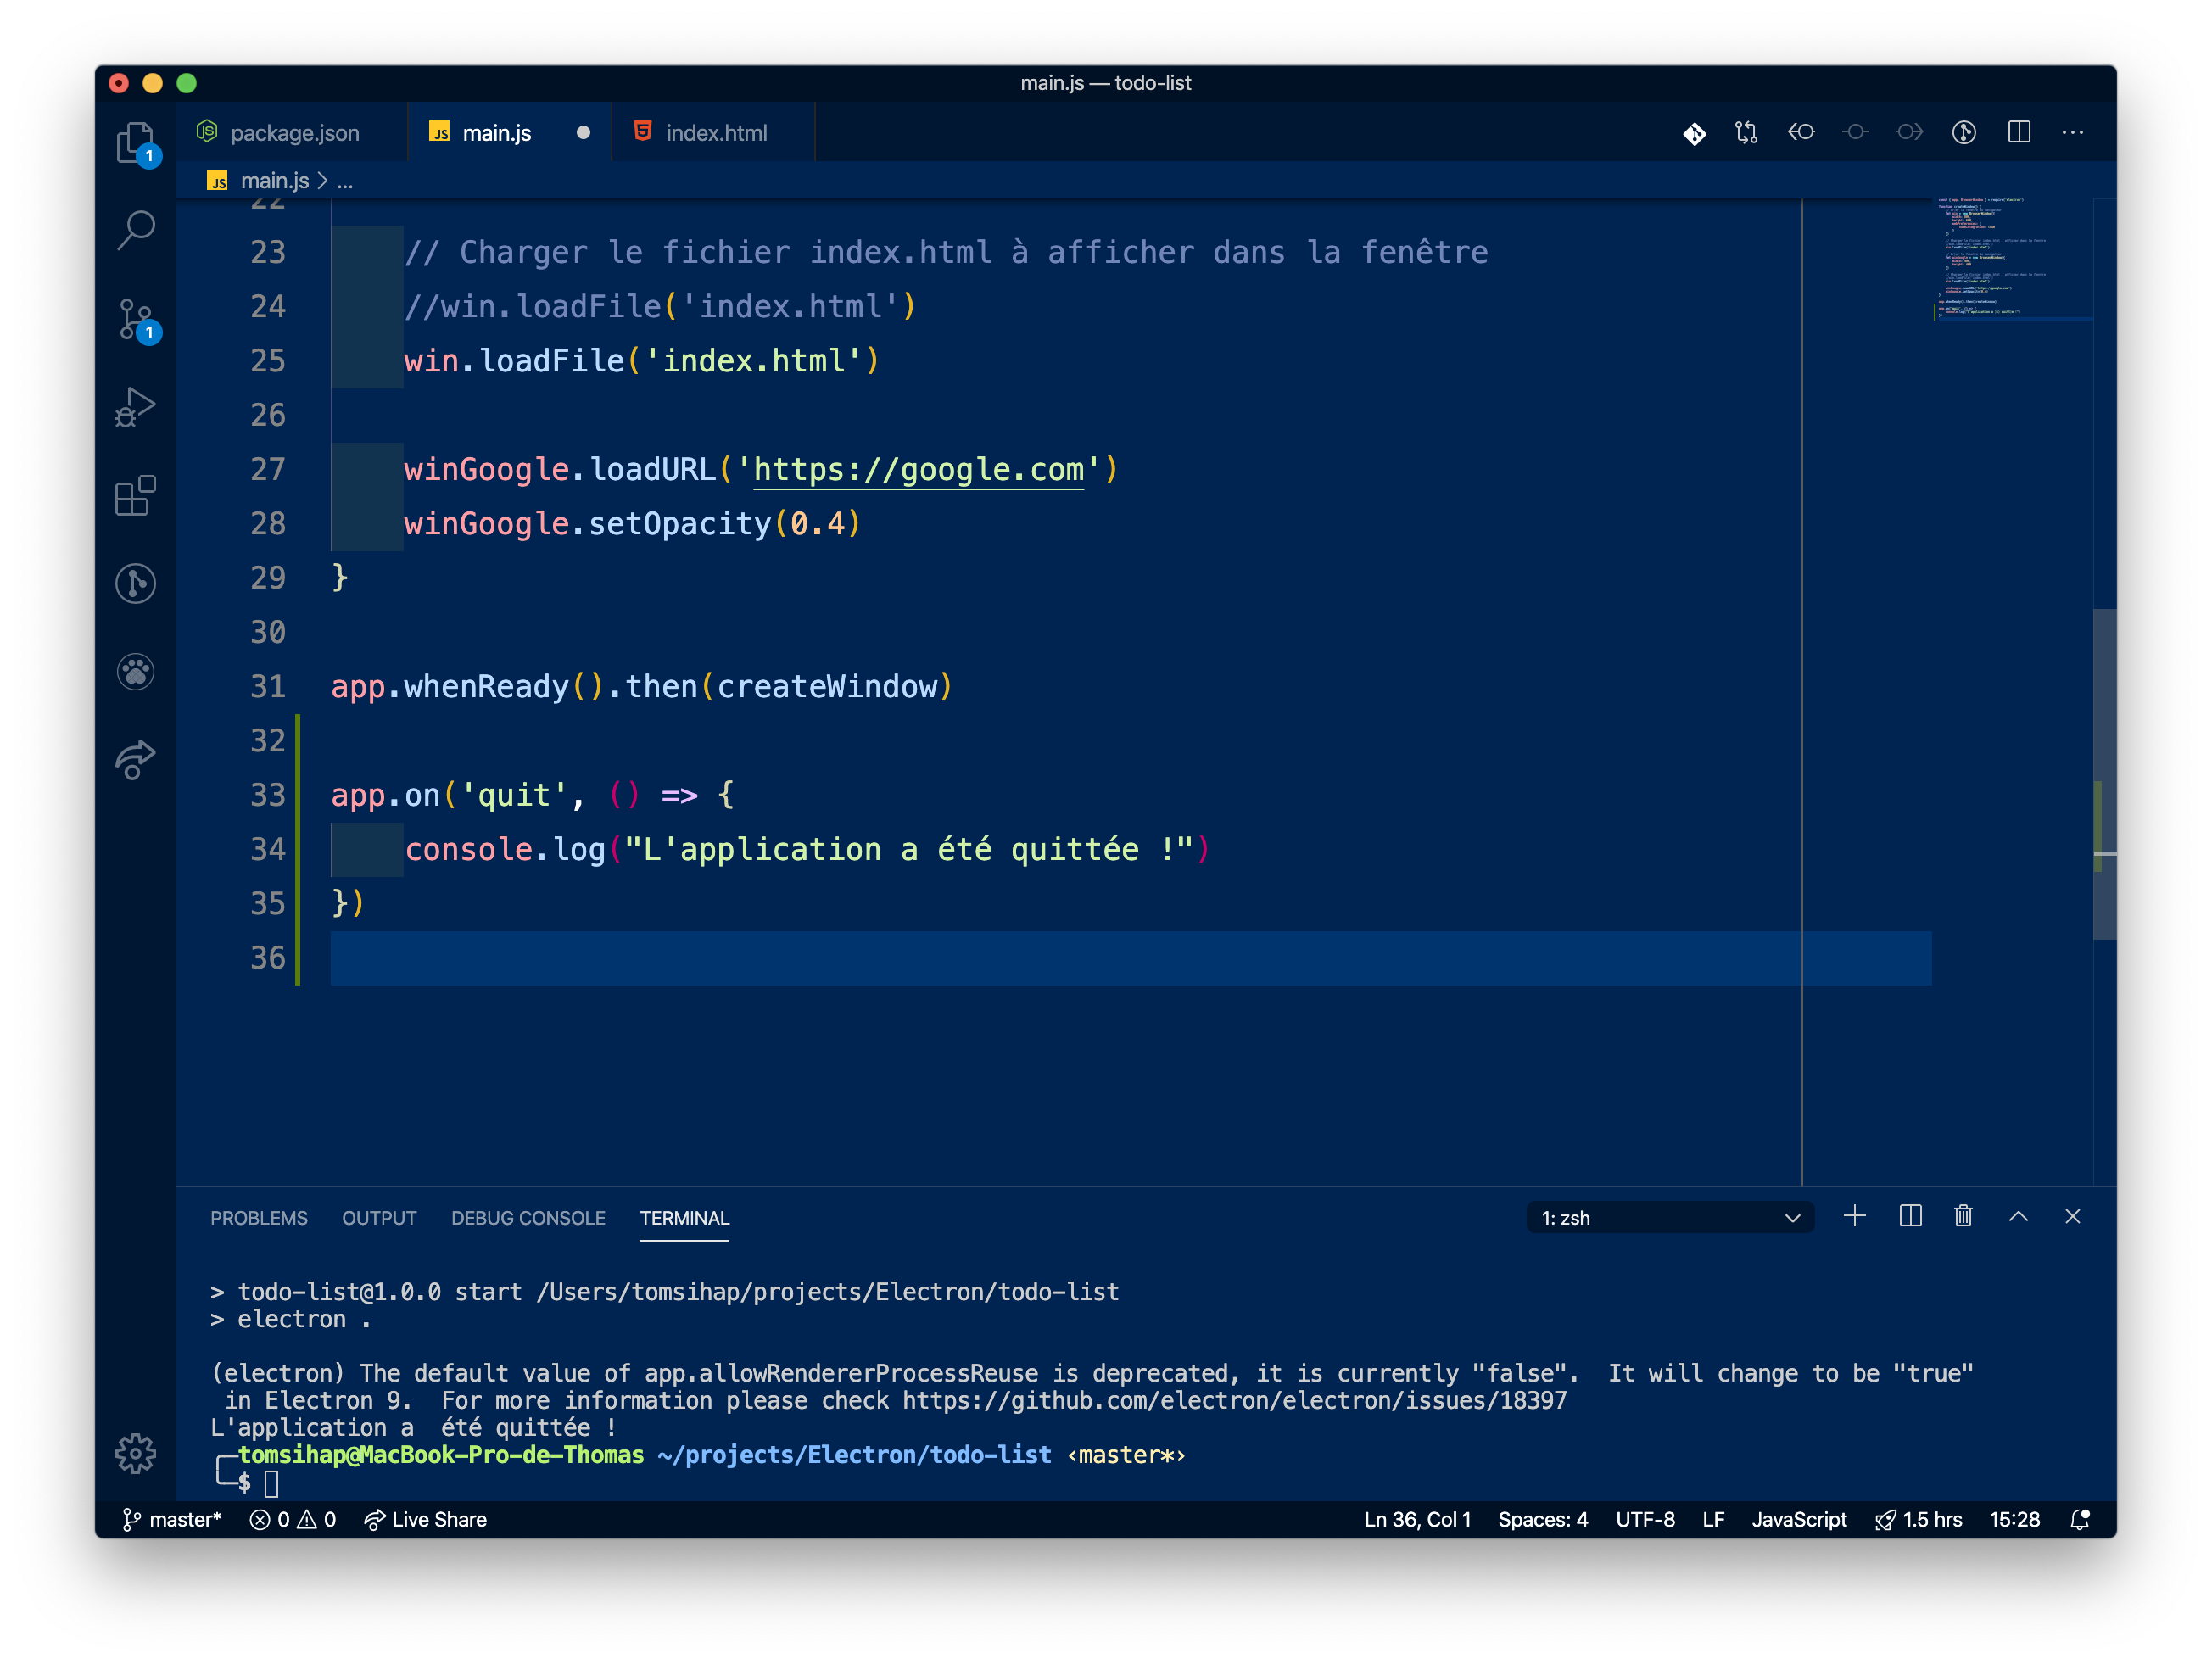 main.js — todo-list
package.json
main.js
index.html
1
main.js > ...
22
23 // Charger le fichier index.html à afficher dans la fenêtre
24 //win.loadFile('index.html')
25 win.loadFile('index.html')
26
27 winGoogle.loadURL('https://google.com')
28 winGoogle.setOpacity(0.4)
29 }
30
31 app.whenReady().then(createWindow)
32
33 app.on('quit', () => {
34 console.log("L'application a été quittée !")
35 })
36
1
PROBLEMS OUTPUT DEBUG CONSOLE TERMINAL 1: zsh
> todo-list@1.0.0 start /Users/tomsihap/projects/Electron/todo-list
> electron .
(electron) The default value of app.allowRendererProcessReuse is deprecated, it is currently "false".  It will change to be "true"
in Electron 9.  For more information please check https://github.com/electron/electron/issues/18397
L'application a  été quittée !
tomsihap@MacBook-Pro-de-Thomas ~/projects/Electron/todo-list ‹master*›
$
master* 0 0 Live Share Ln 36, Col 1 Spaces: 4 UTF-8 LF JavaScript 1.5 hrs 15:28